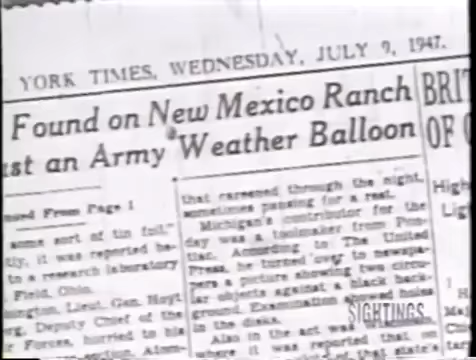 YORK TIMES, WEDNESDAY, JULY 9, 1947.
Found on New Mexico Ranch
st an Army Weather Balloon
BRI
OF
From Page 1
some sort of tin foil."
tly, it was reported
to a research laboratory
Field, Ohio.
Lieut. Gen. Hoyt
Deputy Chief of the
Forces, hurried to his
that careened through the night,
sometimes passing for a real.
Michigan's contributor for the
day was a toolmaker from Pon-
tiac. According to The United
Press, he turned over to newspa-
pers a picture showing two circu-
lar objects against a black back-
ground. Examination showed holes
in the disks.
Also in the act was
where it was reported that
High
Lig
SIGHTINGS